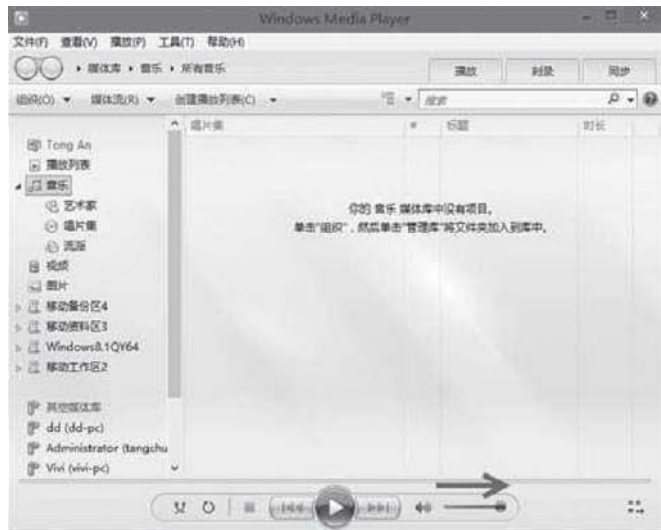 Windows Media Player
文件(F) 查看(V) 播放(P) 工具(T) 帮助(H)
媒体库 ▸ 音乐 ▸ 所有音乐
播放 刻录 同步
组织(O) 媒体流(R) 创建播放列表(C) 搜索
唱片集 # 标题 时长
Tong An
播放列表
音乐
艺术家
唱片集
流派
视频
图片
移动备份区4
移动资料区3
Windows8.1QY64
移动工作区2
其他媒体库
dd (dd-pc)
Administrator (tangchu
Vivi (vivi-pc)
你的 音乐 媒体库中没有项目。
单击"组织"，然后单击"管理库"将文件夹加入到库中。